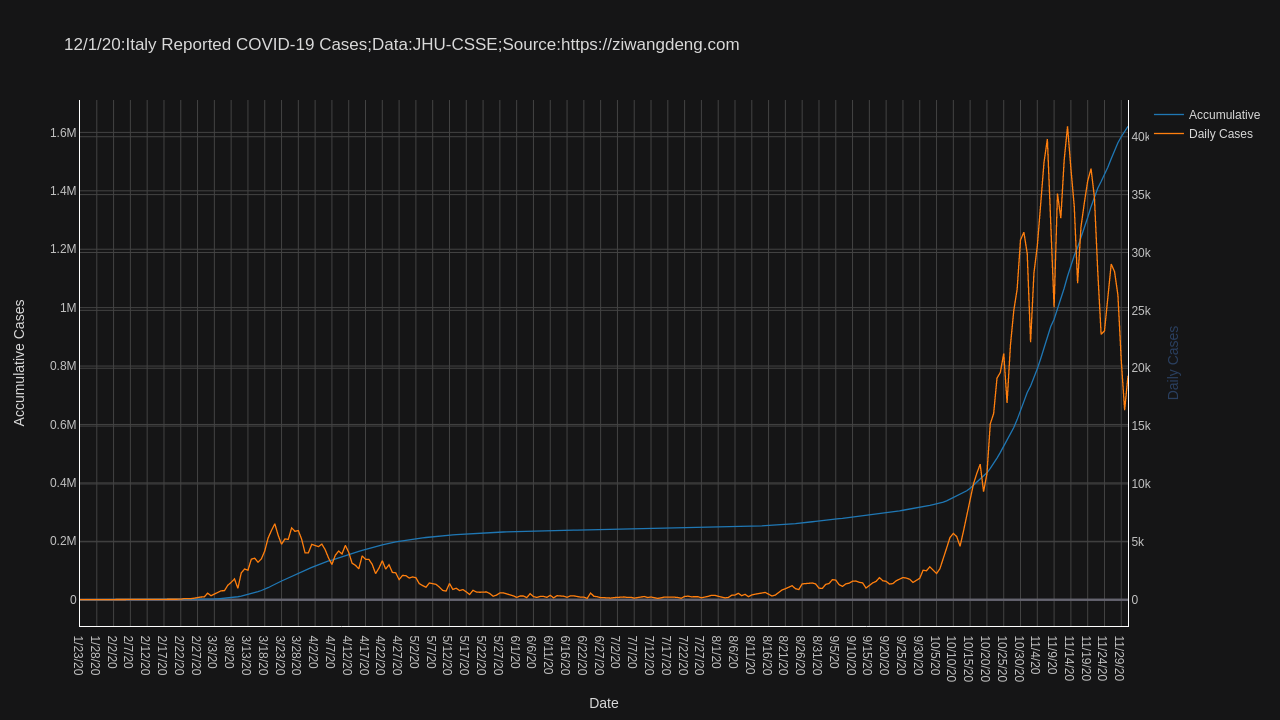 12/1/20:Italy Reported COVID-19 Cases;Data:JHU-CSSE;Source:https://ziwangdeng.com
Accumulative
Daily Cases
1.6M
1.4M
1.2M
1M
0.8M
0.6M
0.4M
0.2M
0
Accumulative Cases
40k
35k
30k
25k
20k
15k
10k
5k
0
Daily Cases
1/23/20
1/28/20
2/2/20
2/7/20
2/12/20
2/17/20
2/22/20
2/27/20
3/3/20
3/8/20
3/13/20
3/18/20
3/23/20
3/28/20
4/2/20
4/7/20
4/12/20
4/17/20
4/22/20
4/27/20
5/2/20
5/7/20
5/12/20
5/17/20
5/22/20
5/27/20
6/1/20
6/6/20
6/11/20
6/16/20
6/22/20
6/27/20
7/2/20
7/7/20
7/12/20
7/17/20
7/22/20
7/27/20
8/1/20
8/6/20
8/11/20
8/16/20
8/21/20
8/26/20
8/31/20
9/5/20
9/10/20
9/15/20
9/20/20
9/25/20
9/30/20
10/5/20
10/10/20
10/15/20
10/20/20
10/25/20
10/30/20
11/4/20
11/9/20
11/14/20
11/19/20
11/24/20
11/29/20
Date